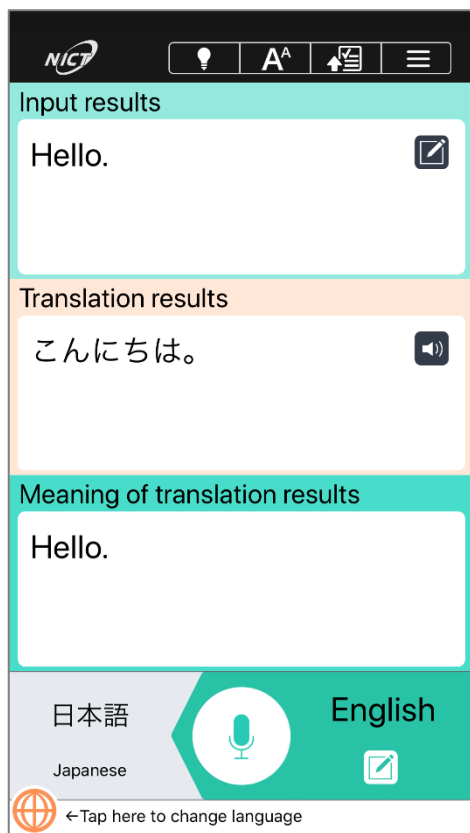 NICT
AA
Input results
Hello.
Translation results
こんにちは。
Meaning of translation results
Hello.
日本語
English
Japanese
←Tap here to change language